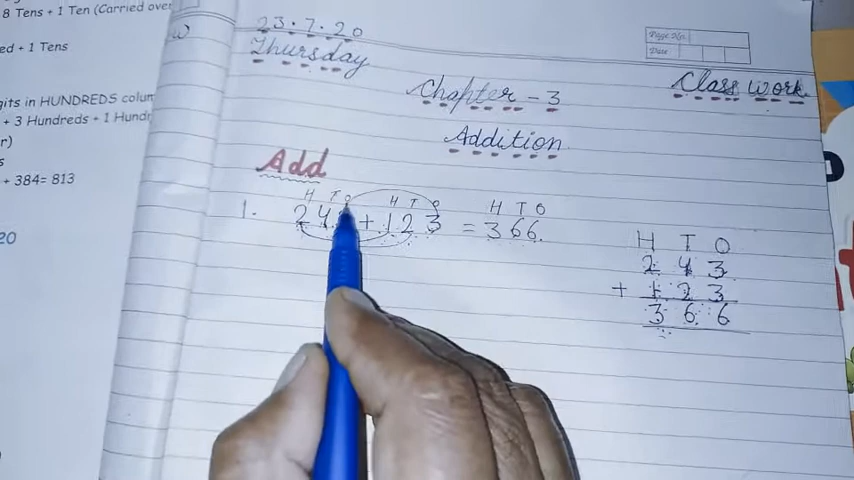 8 Tens + 1 Ten (Carried over
ed + 1 Tens
gits in HUNDREDS column
+ 3 Hundreds + 1 Hundr
r)
+ 384 = 813
20
W
23.7.20
Thursday
Page No.
Date
Chapter - 3
Class work
Addition
Add
H T O H T O H T O
1. 24 + 123 = 366
H T O
2 4 3
+ 1 2 3
3 6 6